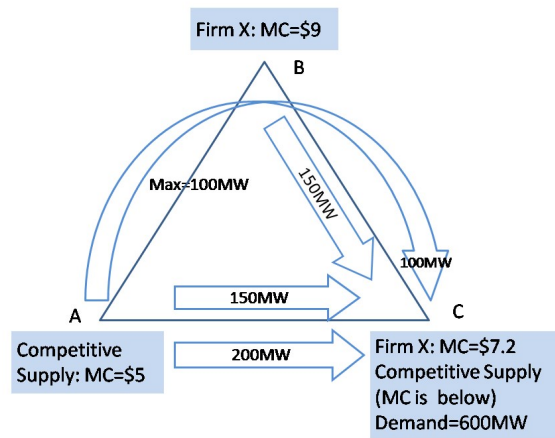 Firm X: MC=$9
B
Max=100MW
150MW
100MW
150MW
A
C
200MW
Competitive
Supply: MC=$5
Firm X: MC=$7.2
Competitive Supply
(MC is below)
Demand=600MW